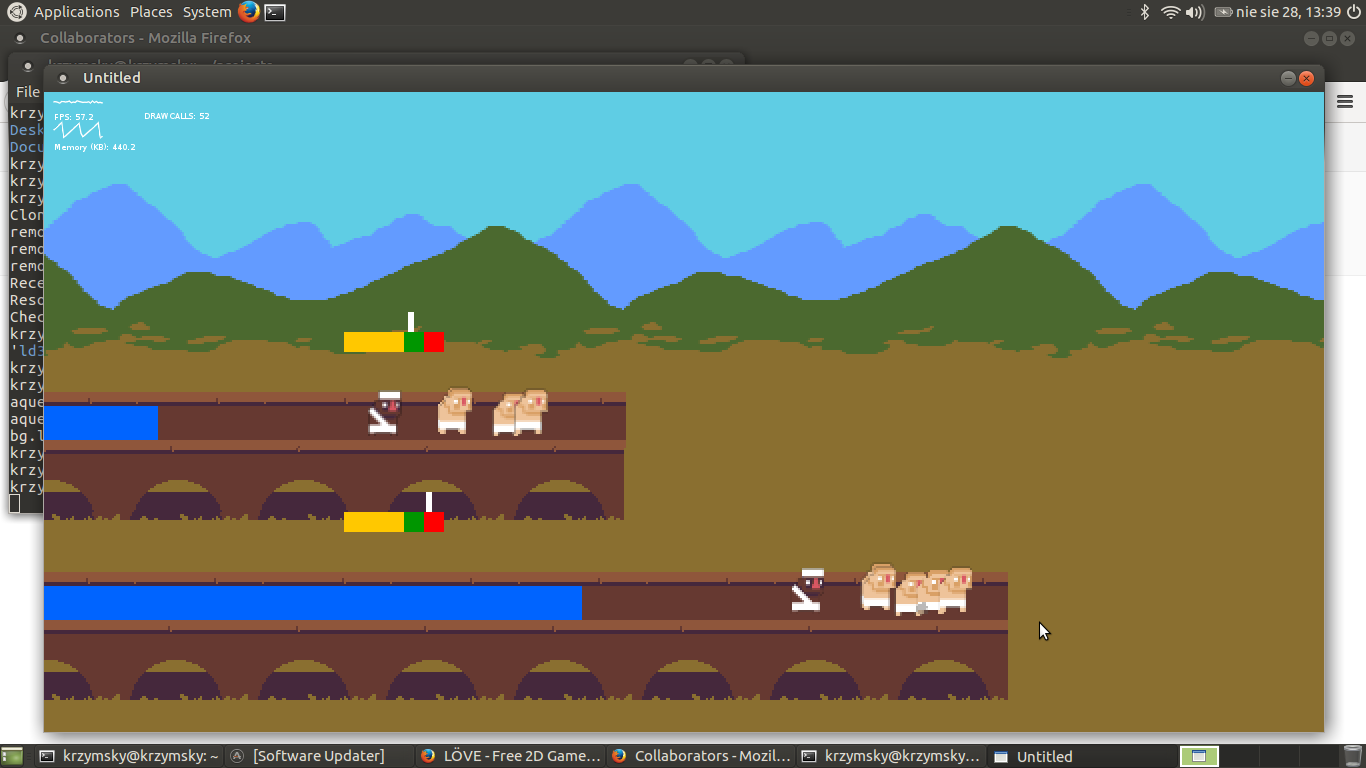 Applications Places System nie sie 28, 13:39
Collaborators - Mozilla Firefox
Untitled
File
FPS: 57.2 DRAW CALLS: 52
Memory (KB): 440.2
krzy
Desk
Docu
krzy
krzy
krzy
Clon
remo
remo
remo
Rece
Reso
Chec
krzy
'ld3
krzy
krzy
aque
aque
bg.l
krzy
krzy
krzy
krzymsky@krzymsky: ~ [Software Updater] LÖVE - Free 2D Game... Collaborators - Mozil... krzymsky@krzymsky... Untitled